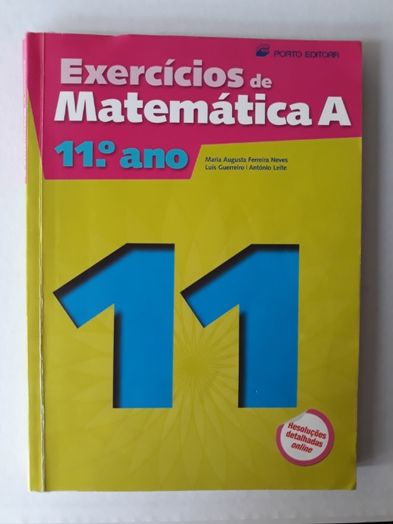 PORTO EDITORA
Exercícios de
Matemática A
11.º ano
Maria Augusta Ferreira Neves
Luís Guerreiro | António Leite
11
Resoluções
detalhadas
online